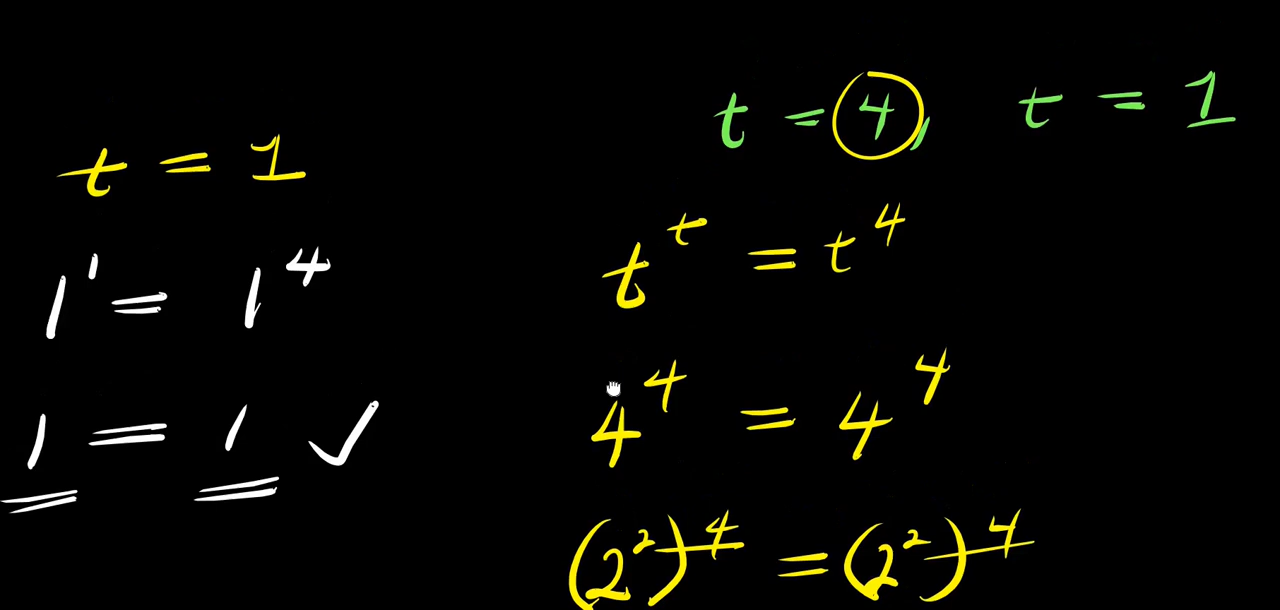 t = 4, t = 1
t = 1
t^t = t^4
1^1 = 1^4
4^4 = 4^4
1 = 1 ✓
(2^2)^4 = (2^2)^4